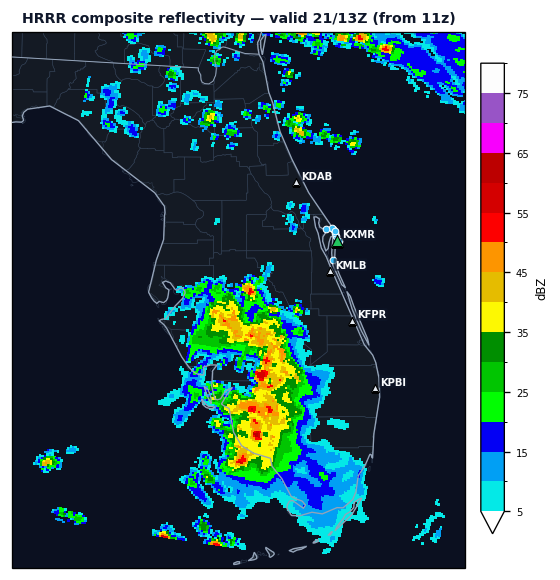 HRRR composite reflectivity — valid 21/13Z (from 11z)
KDAB
KXMR
KMLB
KFPR
KPBI
75
65
55
45
35
25
15
5
dBZ